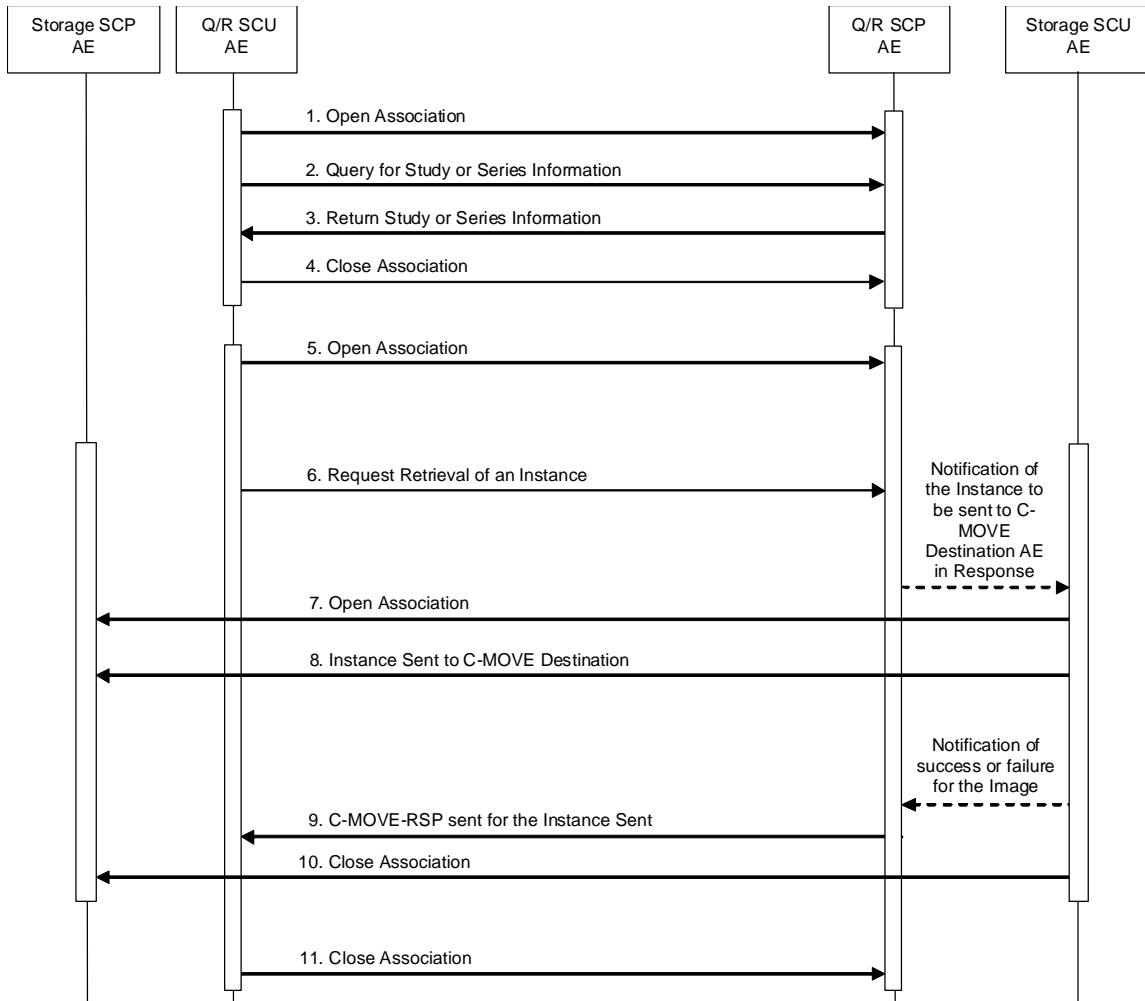 Storage SCP
AE
Q/R SCU
AE
Q/R SCP
AE
Storage SCU
AE
1. Open Association
2. Query for Study or Series Information
3. Return Study or Series Information
4. Close Association
5. Open Association
6. Request Retrieval of an Instance
Notification of
the Instance to
be sent to C-
MOVE
Destination AE
in Response
7. Open Association
8. Instance Sent to C-MOVE Destination
Notification of
success or failure
for the Image
9. C-MOVE-RSP sent for the Instance Sent
10. Close Association
11. Close Association